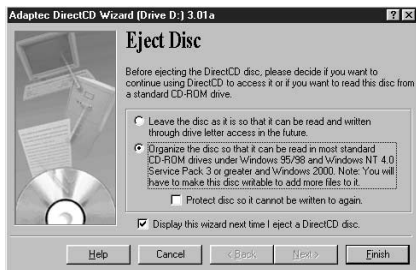 Adaptec DirectCD Wizard (Drive D:) 3.01a
Eject Disc
Before ejecting the DirectCD disc, please decide if you want to
continue using DirectCD to access it or if you want to read this disc from
a standard CD-ROM drive.
Leave the disc as it is so that it can be read and written
through drive letter access in the future.
Organize the disc so that it can be read in most standard
CD-ROM drives under Windows 95/98 and Windows NT 4.0
Service Pack 3 or greater and Windows 2000. Note: You will
have to make this disc writable to add more files to it.
Protect disc so it cannot be written to again.
Display this wizard next time I eject a DirectCD disc.
Help
Cancel
< Back
Next >
Finish